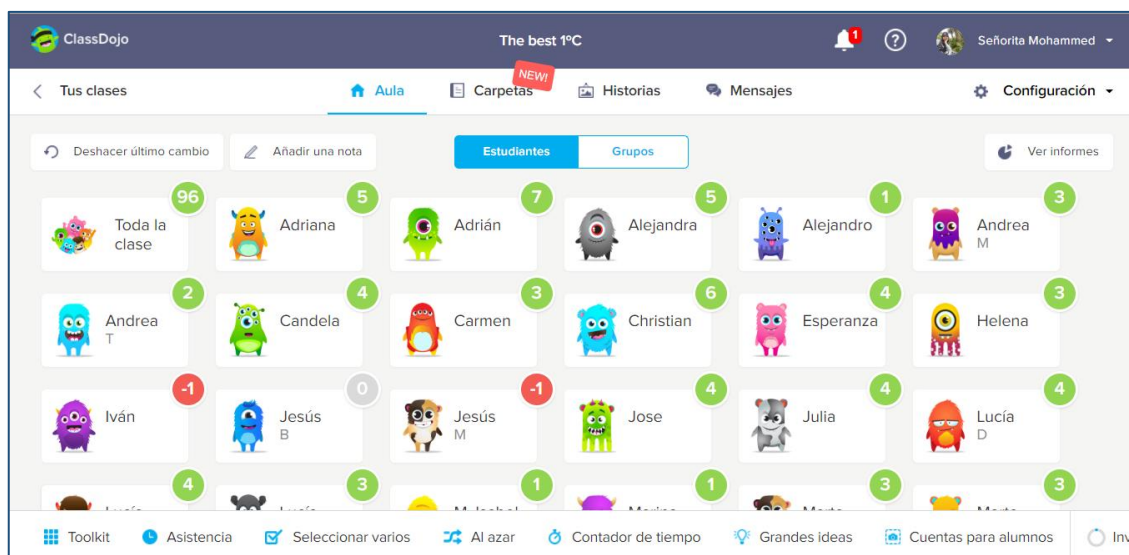 ClassDojo
The best 1ºC
1
?
Señorita Mohammed
Tus clases
Aula
Carpetas
NEW!
Historias
Mensajes
Configuración
Deshacer último cambio
Añadir una nota
Estudiantes
Grupos
Ver informes
96
Toda la
clase
5
Adriana
7
Adrián
5
Alejandra
1
Alejandro
3
Andrea
M
2
Andrea
T
4
Candela
3
Carmen
6
Christian
4
Esperanza
3
Helena
-1
Iván
0
Jesús
B
-1
Jesús
M
4
Jose
4
Julia
4
Lucía
D
4
3
1
1
3
3
Toolkit
Asistencia
Seleccionar varios
Al azar
Contador de tiempo
Grandes ideas
Cuentas para alumnos